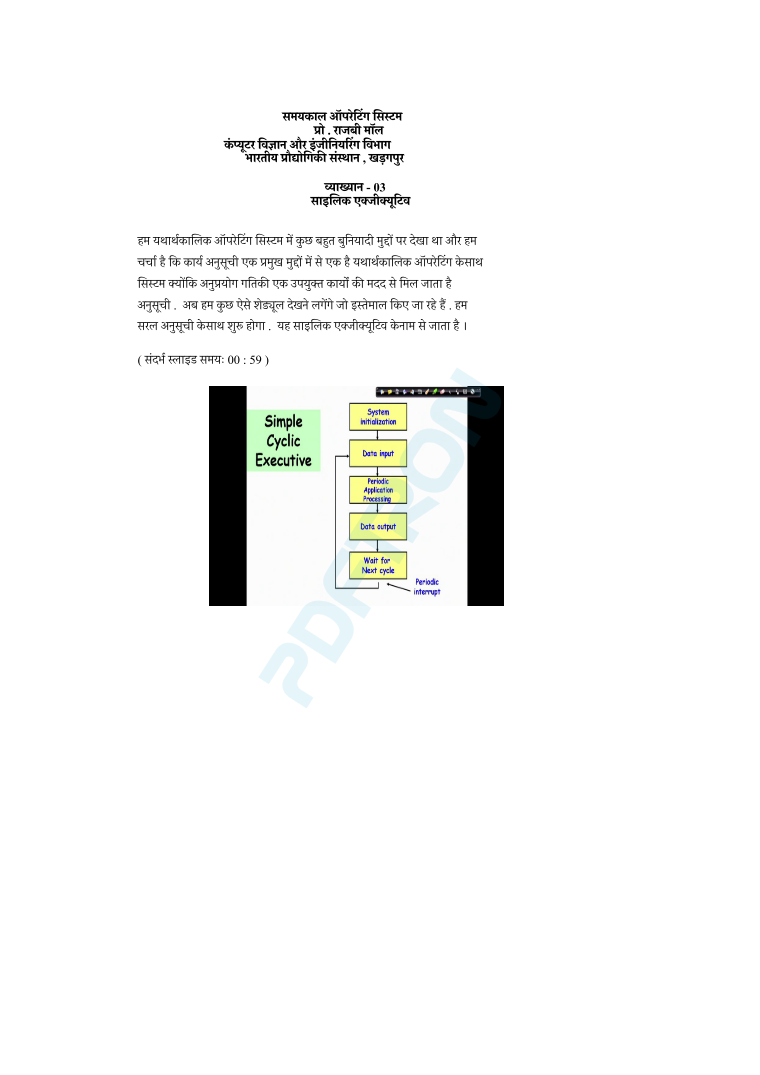 समयकाल ऑपरेटिंग सिस्टम
प्रो . राजबी मॉल
कंप्यूटर विज्ञान और इंजीनियरिंग विभाग
भारतीय प्रौद्योगिकी संस्थान , खड़गपुर
व्याख्यान - 03
साइलिक एक्जीक्यूटिव
हम यथार्थकालिक ऑपरेटिंग सिस्टम में कुछ बहुत बुनियादी मुद्दों पर देखा था और हम
चर्चा है कि कार्य अनुसूची एक प्रमुख मुद्दों में से एक है यथार्थकालिक ऑपरेटिंग केसाथ
सिस्टम क्योंकि अनुप्रयोग गतिकी एक उपयुक्त कार्यों की मदद से मिल जाता है
अनुसूची . अब हम कुछ ऐसे शेड्यूल देखने लगेंगे जो इस्तेमाल किए जा रहे हैं . हम
सरल अनुसूची केसाथ शुरु होगा . यह साइलिक एक्जीक्यूटिव केनाम से जाता है ।
( संदर्भ स्लाइड समयः 00 : 59 )
Simple
Cyclic
Executive
System
initialization
Data input
Periodic
Application
Processing
Data output
Wait for
Next cycle
Periodic
interrupt
PDFTRON